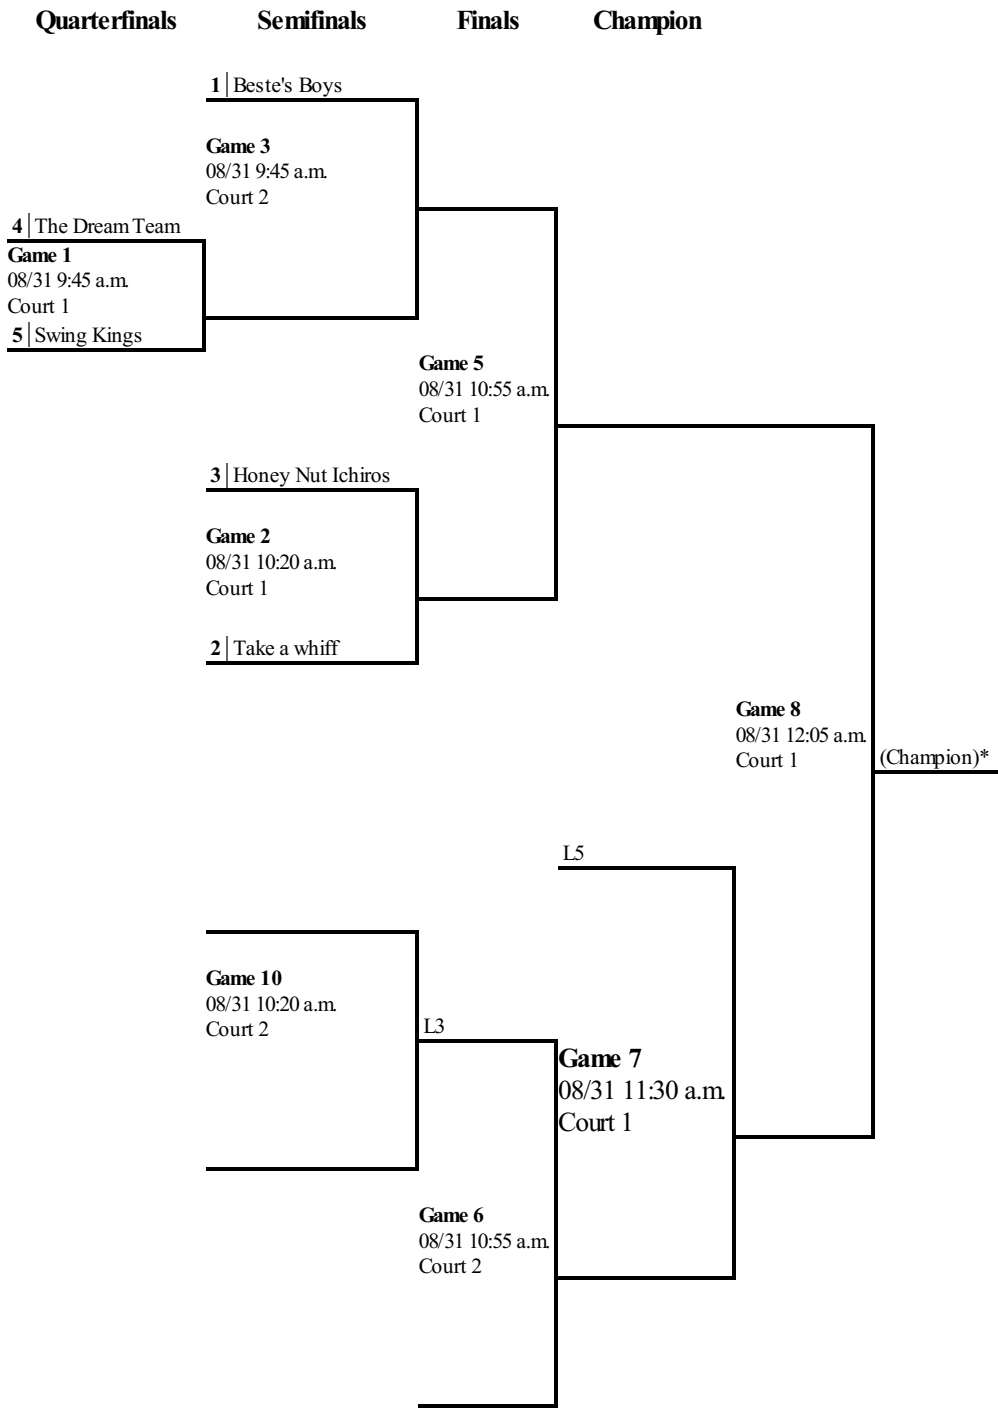 Quarterfinals Semifinals Finals Champion
1 Beste's Boys
Game 3
08/31 9:45 a.m.
Court 2
4 The Dream Team
Game 1
08/31 9:45 a.m.
Court 1
5 Swing Kings
Game 5
08/31 10:55 a.m.
Court 1
3 Honey Nut Ichiros
Game 2
08/31 10:20 a.m.
Court 1
2 Take a whiff
Game 8
08/31 12:05 a.m.
Court 1
(Champion)*
L5
Game 10
08/31 10:20 a.m.
Court 2
L3
Game 7
08/31 11:30 a.m.
Court 1
Game 6
08/31 10:55 a.m.
Court 2